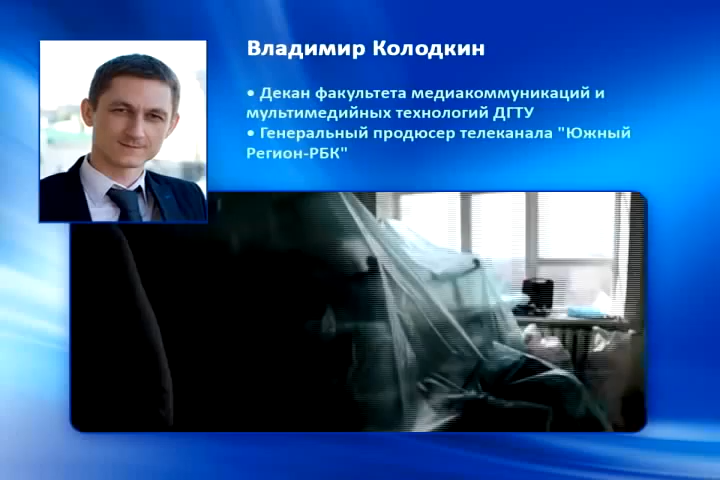 Владимир Колодкин
• Декан факультета медиакоммуникаций и
мультимедийных технологий ДГТУ
• Генеральный продюсер телеканала "Южный
Регион-РБК"